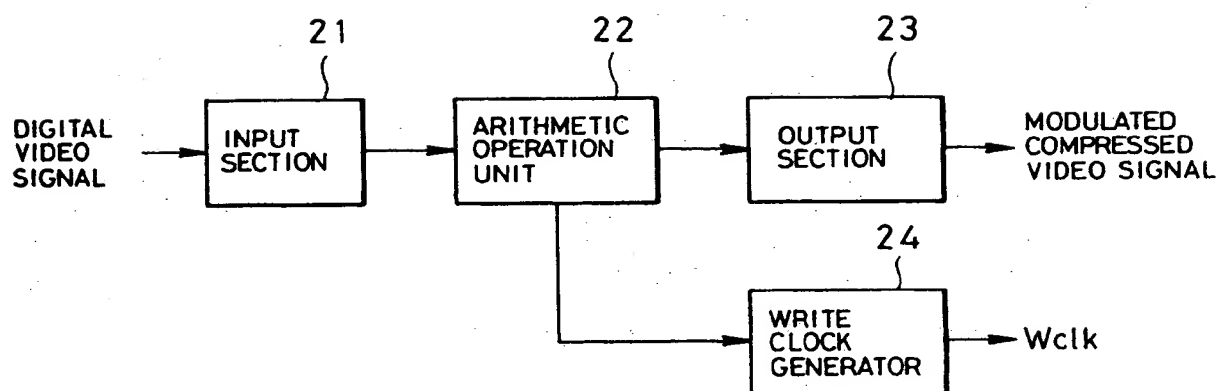 21
22
23
DIGITAL
VIDEO
SIGNAL
INPUT
SECTION
ARITHMETIC
OPERATION
UNIT
OUTPUT
SECTION
MODULATED
COMPRESSED
VIDEO SIGNAL
24
WRITE
CLOCK
GENERATOR
Wclk